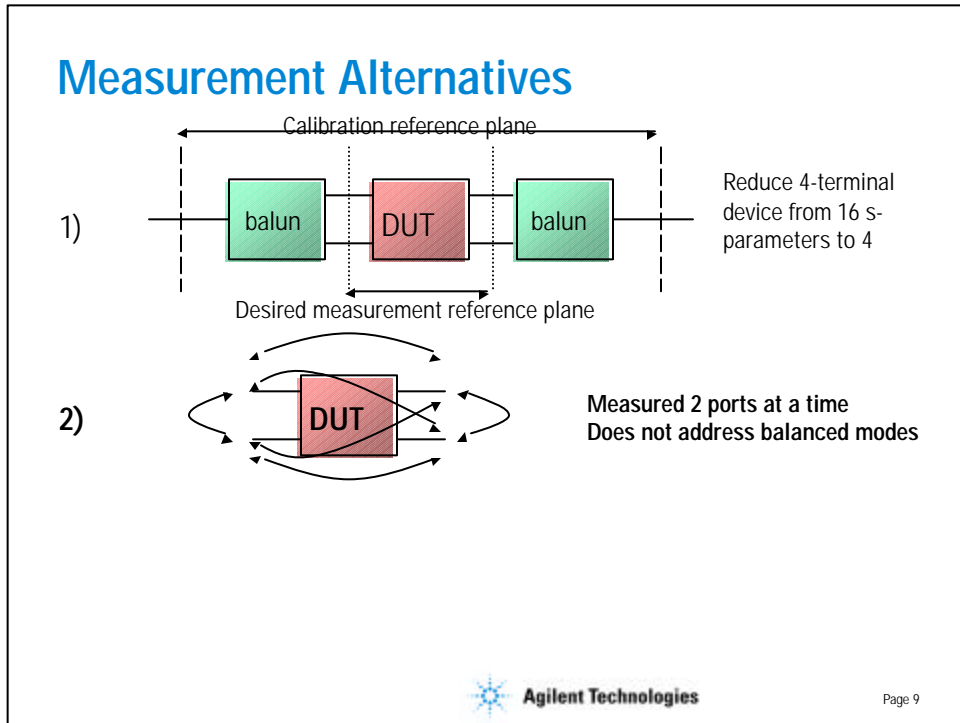 Measurement Alternatives
Calibration reference plane
1)
balun
DUT
balun
Reduce 4-terminal
device from 16 s-
parameters to 4
Desired measurement reference plane
2)
DUT
Measured 2 ports at a time
Does not address balanced modes
Agilent Technologies
Page 9